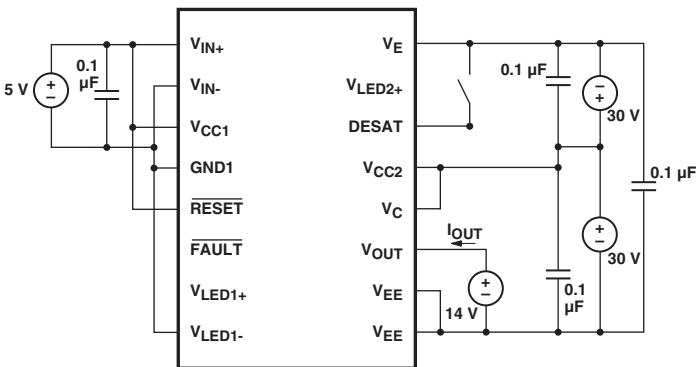 5 V
0.1
µF
VIN+
VIN-
VCC1
GND1
RESET
FAULT
VLED1+
VLED1-
VE
VLED2+
DESAT
VCC2
VC
VOUT
VEE
VEE
IOUT
14 V
0.1 µF
30 V
0.1 µF
30 V
0.1
µF